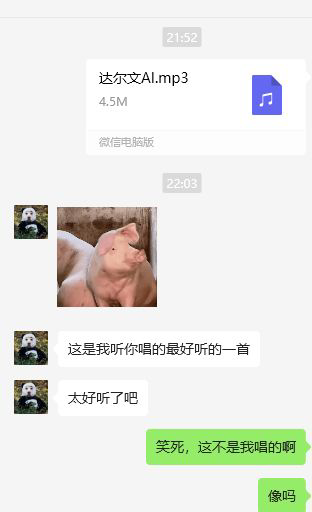 21:52
达尔文AI.mp3
4.5M
微信电脑版
22:03
这是我听你唱的最好听的一首
太好听了吧
笑死，这不是我唱的啊
像吗